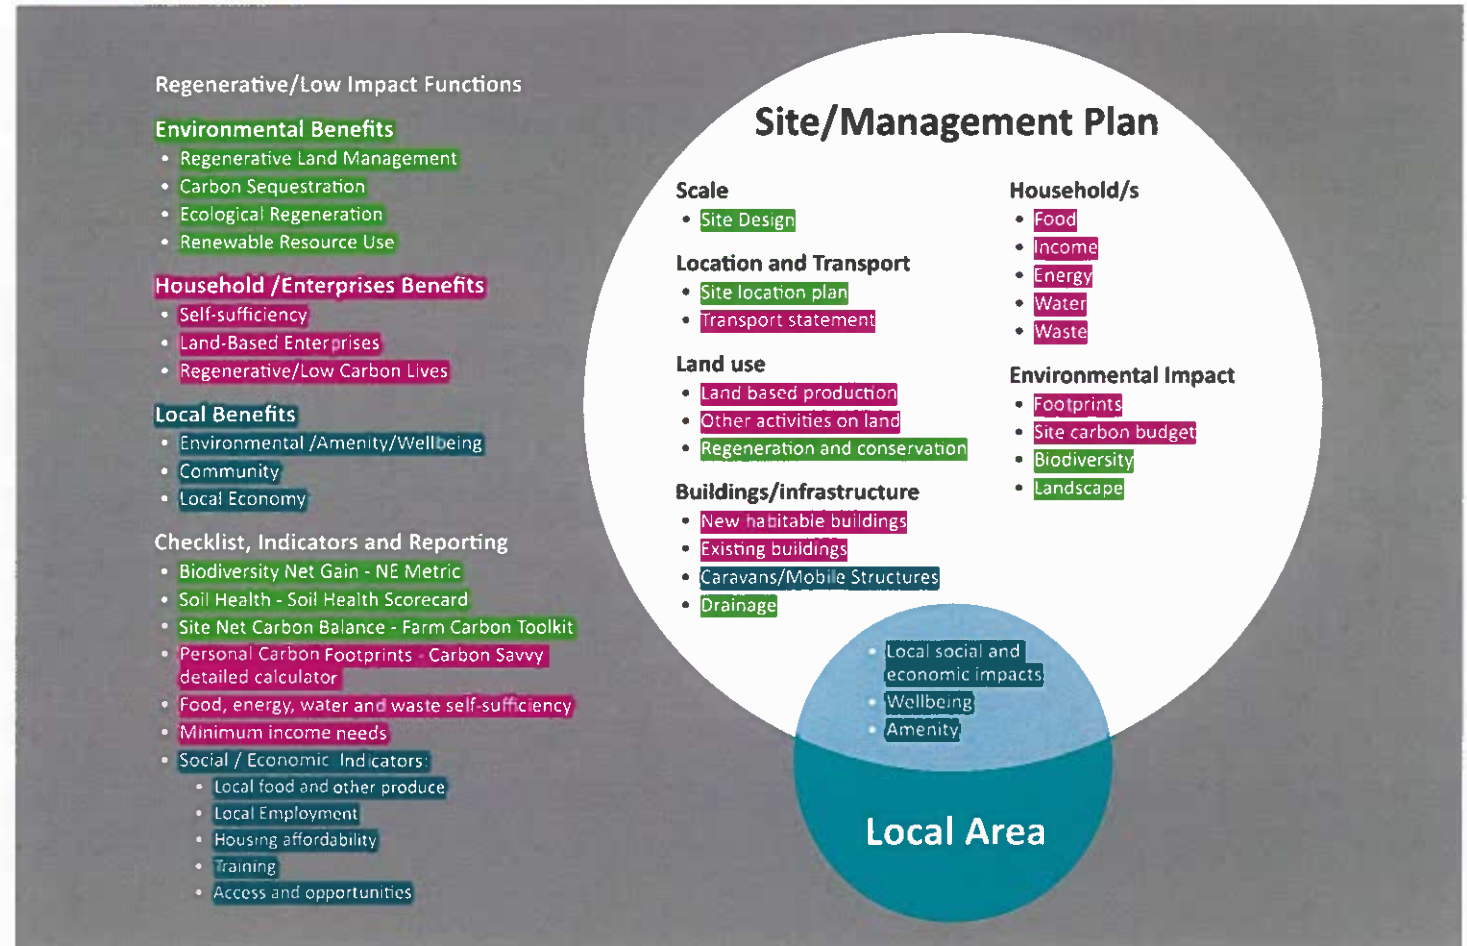 Regenerative/Low Impact Functions
Environmental Benefits
• Regenerative Land Management
• Carbon Sequestration
• Ecological Regeneration
• Renewable Resource Use
Household /Enterprises Benefits
• Self-sufficiency
• Land-Based Enterprises
• Regenerative/Low Carbon Lives
Local Benefits
• Environmental /Amenity/Wellbeing
• Community
• Local Economy
Checklist, Indicators and Reporting
• Biodiversity Net Gain - NE Metric
• Soil Health - Soil Health Scorecard
• Site Net Carbon Balance - Farm Carbon Toolkit
• Personal Carbon Footprints - Carbon Savvy
detailed calculator
• Food, energy, water and waste self-sufficiency
• Minimum income needs
• Social / Economic Indicators:
• Local food and other produce
• Local Employment
• Housing affordability
• Training
• Access and opportunities
Site/Management Plan
Scale
• Site Design
Location and Transport
• Site location plan
• Transport statement
Land use
• Land based production
• Other activities on land
• Regeneration and conservation
Buildings/infrastructure
• New habitable buildings
• Existing buildings
• Caravans/Mobile Structures
• Drainage
Household/s
• Food
• Income
• Energy
• Water
• Waste
Environmental Impact
• Footprints
• Site carbon budget
• Biodiversity
• Landscape
• Local social and
economic impacts
• Wellbeing
• Amenity
Local Area